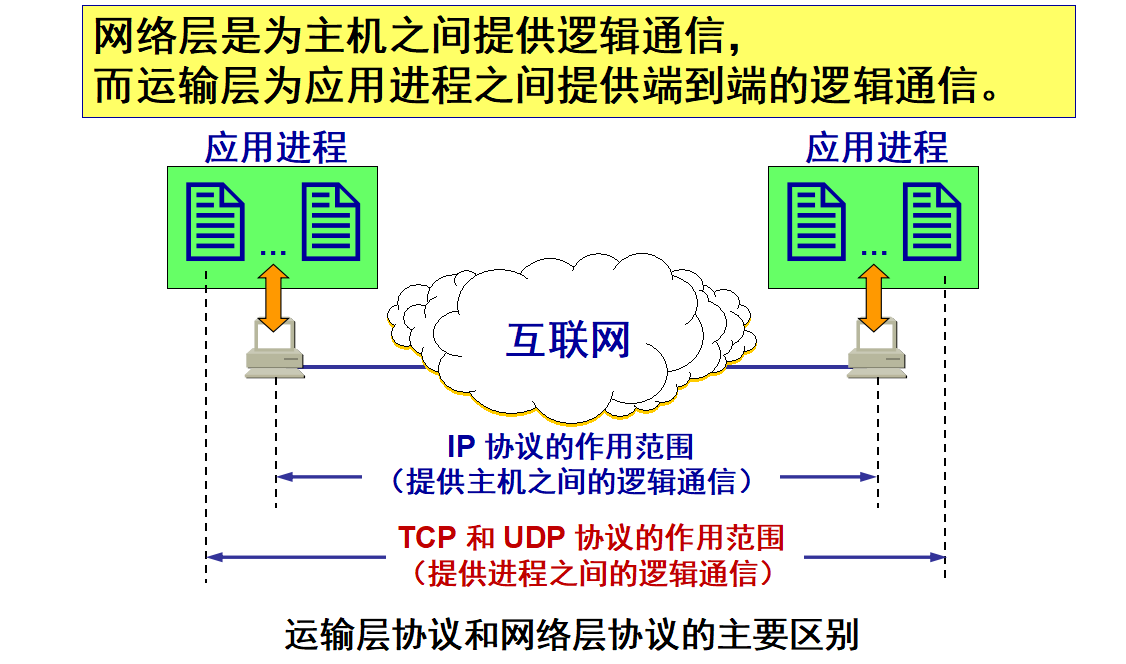 网络层是为主机之间提供逻辑通信，
而运输层为应用进程之间提供端到端的逻辑通信。
应用进程
应用进程
…
…
互联网
IP 协议的作用范围
（提供主机之间的逻辑通信）
TCP 和 UDP 协议的作用范围
（提供进程之间的逻辑通信）
运输层协议和网络层协议的主要区别